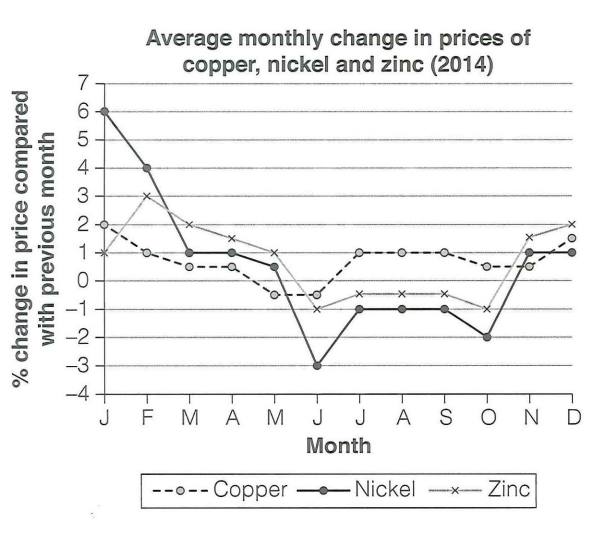 Average monthly change in prices of
copper, nickel and zinc (2014)
% change in price compared
with previous month
7
6
5
4
3
2
1
0
–1
–2
–3
–4
J F M A M J J A S O N D
Month
Copper Nickel Zinc